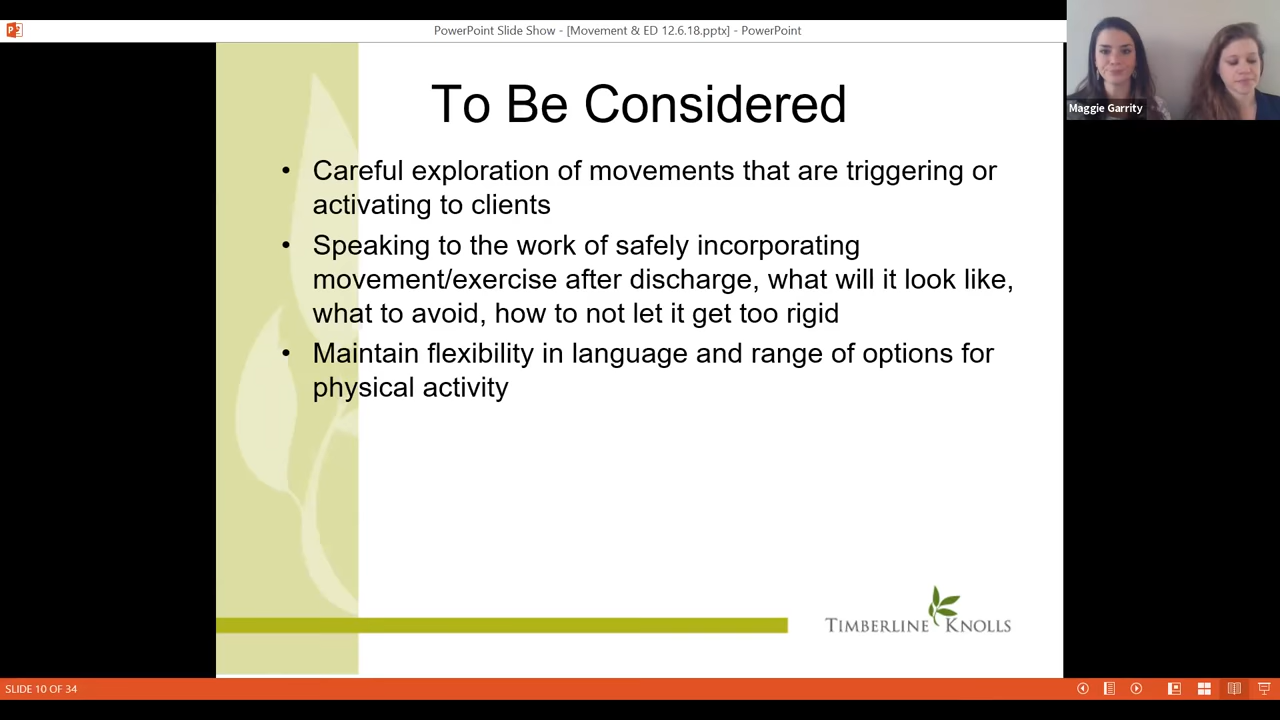 PowerPoint Slide Show - [Movement & ED 12.6.18.pptx] - PowerPoint
Maggie Garrity
To Be Considered
• Careful exploration of movements that are triggering or
activating to clients
• Speaking to the work of safely incorporating
movement/exercise after discharge, what will it look like,
what to avoid, how to not let it get too rigid
• Maintain flexibility in language and range of options for
physical activity
TIMBERLINE KNOLLS
SLIDE 10 OF 34